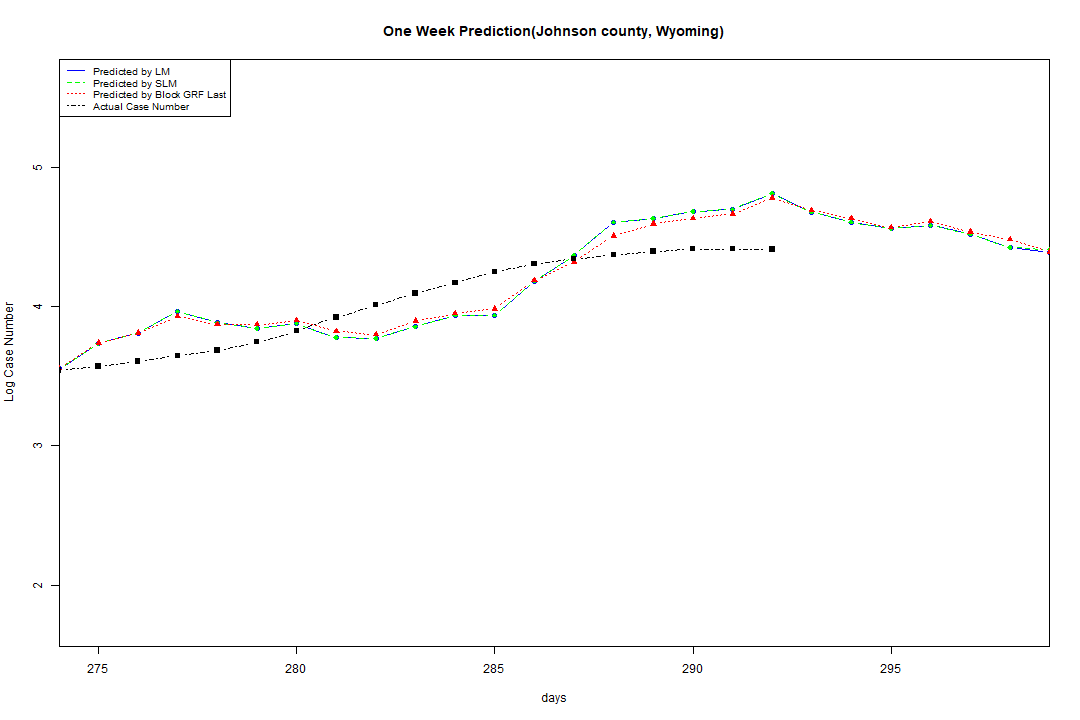 One Week Prediction(Johnson county, Wyoming)
Predicted by LM
Predicted by SLM
Predicted by Block GRF Last
Actual Case Number
5
4
3
2
Log Case Number
275 280 285 290 295
days